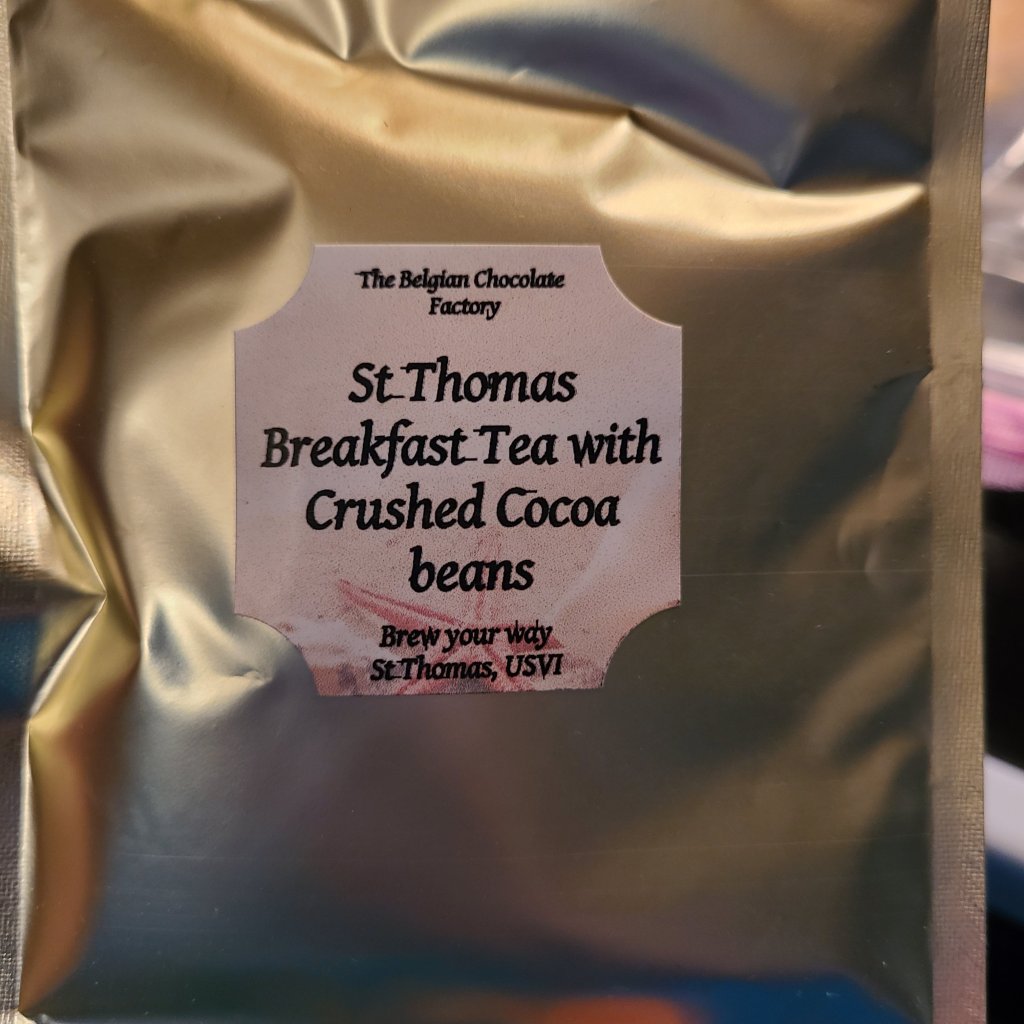 The Belgian Chocolate
Factory
St Thomas
Breakfast Tea with
Crushed Cocoa
beans
Brew your way
St Thomas, USVI